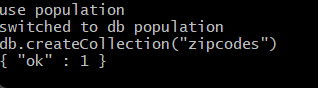 use population
switched to db population
db.createCollection("zipcodes")
{ "ok" : 1 }